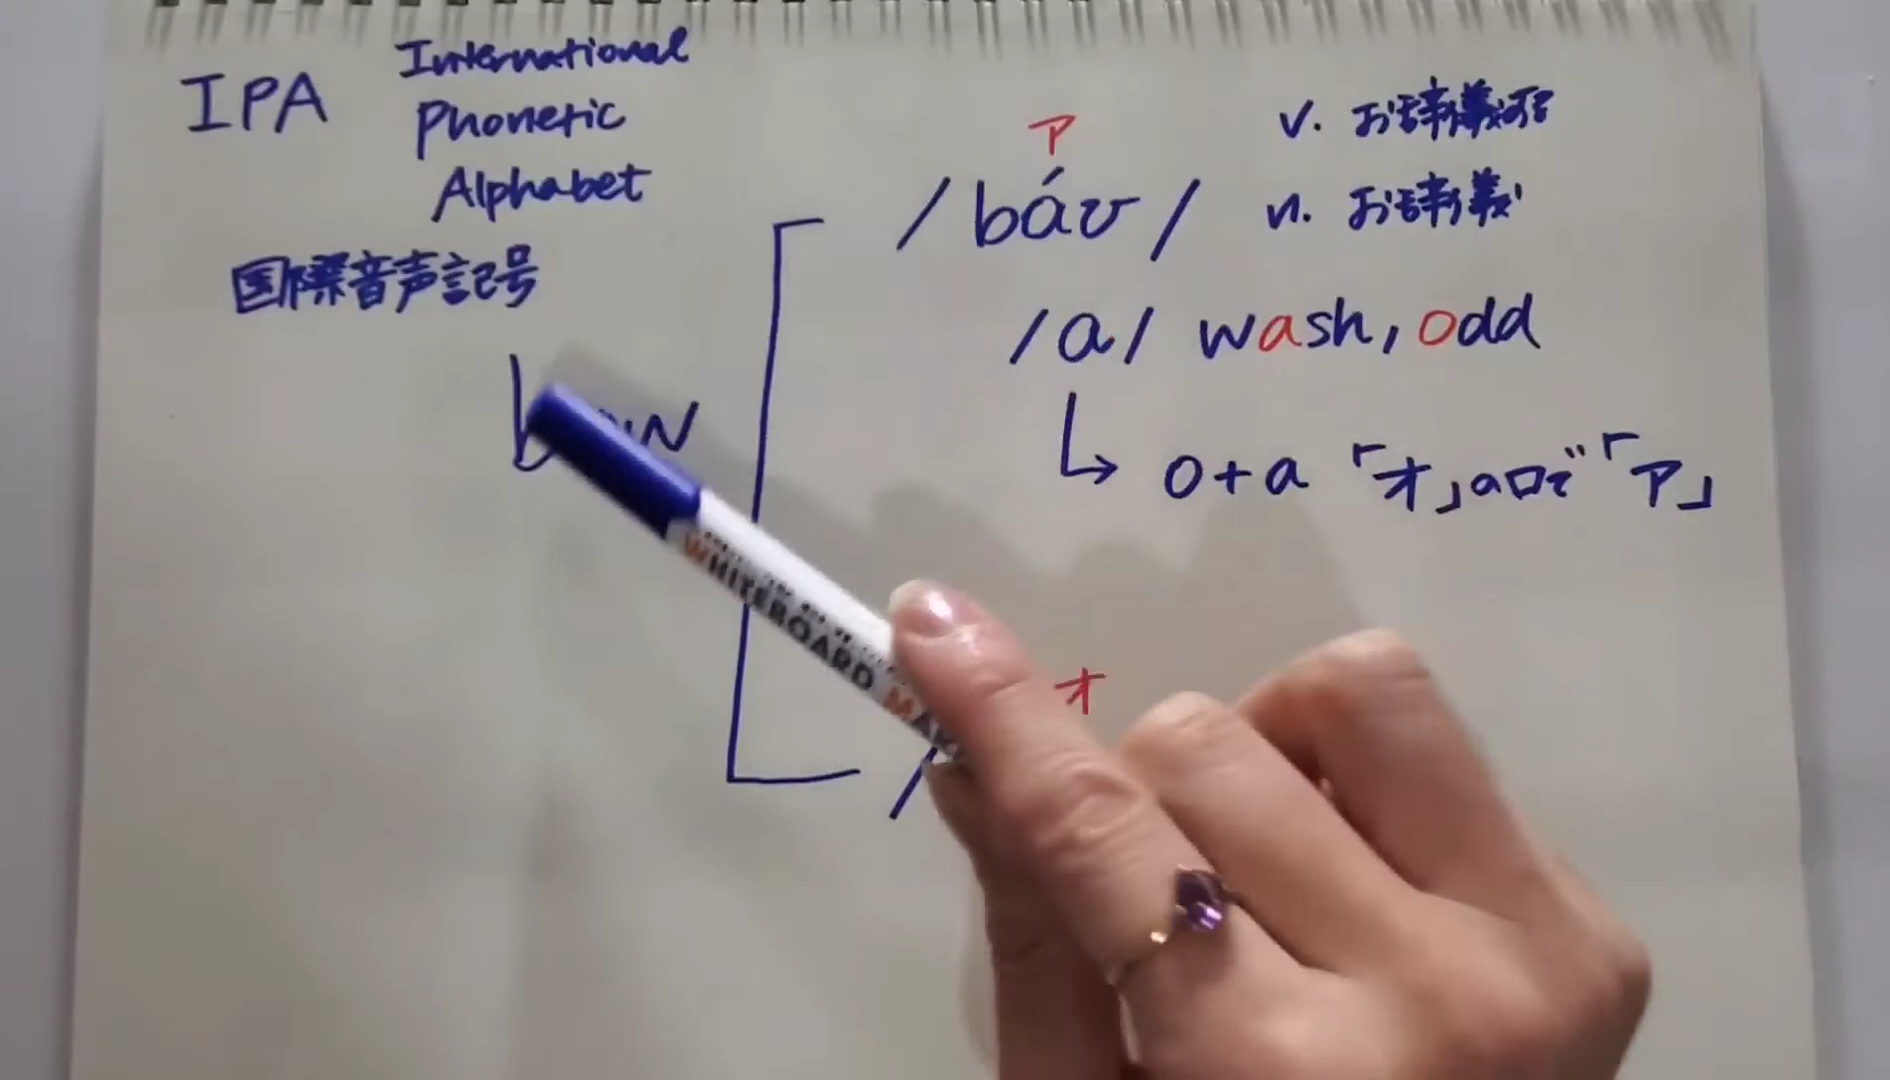 IPA
International
Phonetic
Alphabet
国際音声記号
ア
/báʊ/
v. お辞儀する
n. お辞儀
/a/ wash, odd
o+a 「オ」の口で「ア」
オ
WHITEBOARD MA